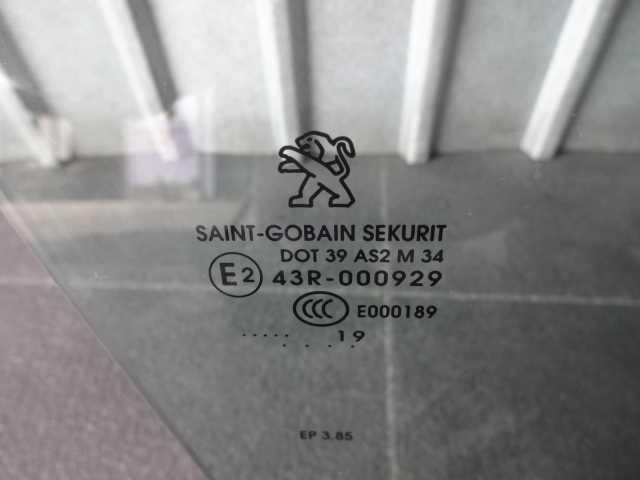 SAINT-GOBAIN SEKURIT
DOT 39 AS2 M 34
E2 43R-000929
CCC E000189
..... 19
. . . .
EP 3.85